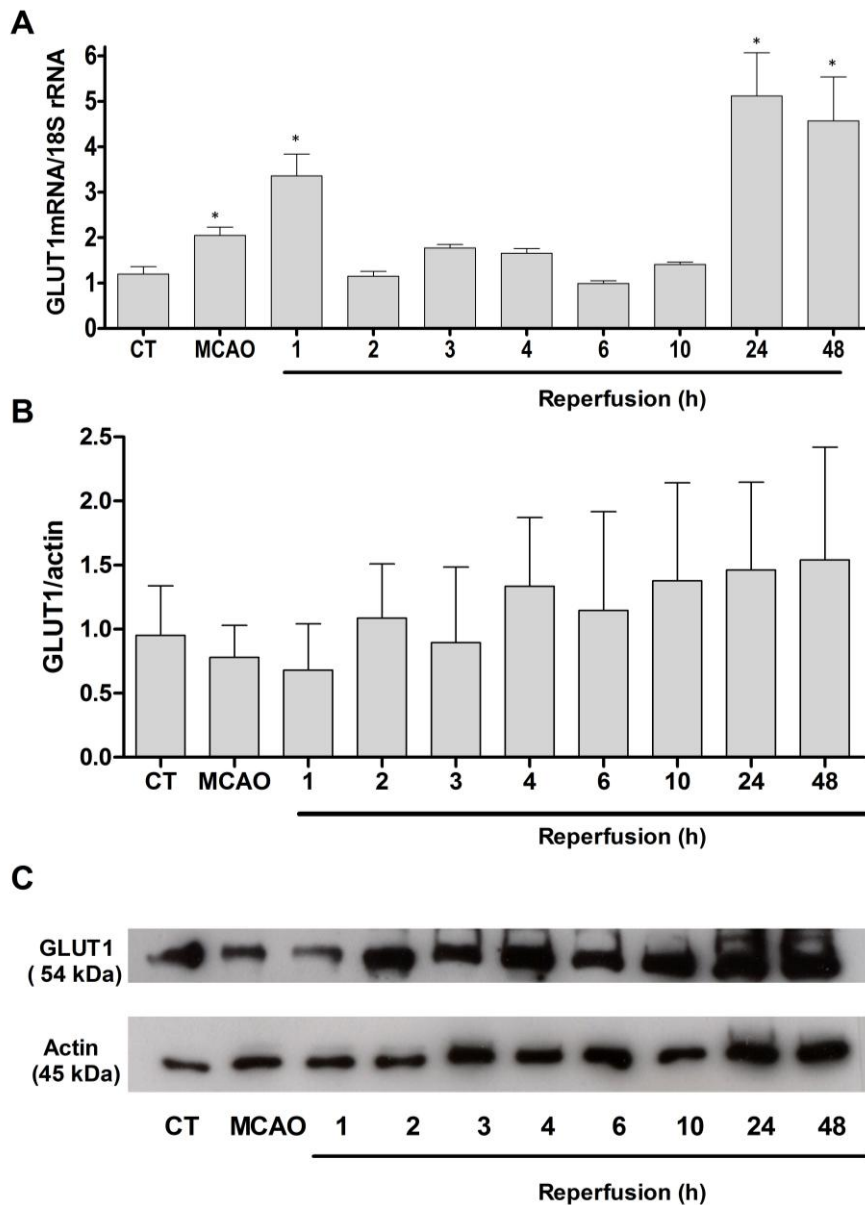 A
GLUT1mRNA/18S rRNA
6
5
4
3
2
1
0
* * * * *
CT MCAO 1 2 3 4 6 10 24 48
Reperfusion (h)
B
GLUT1/actin
2.5
2.0
1.5
1.0
0.5
0.0
CT MCAO 1 2 3 4 6 10 24 48
Reperfusion (h)
C
GLUT1
( 54 kDa)
Actin
(45 kDa)
CT MCAO 1 2 3 4 6 10 24 48
Reperfusion (h)